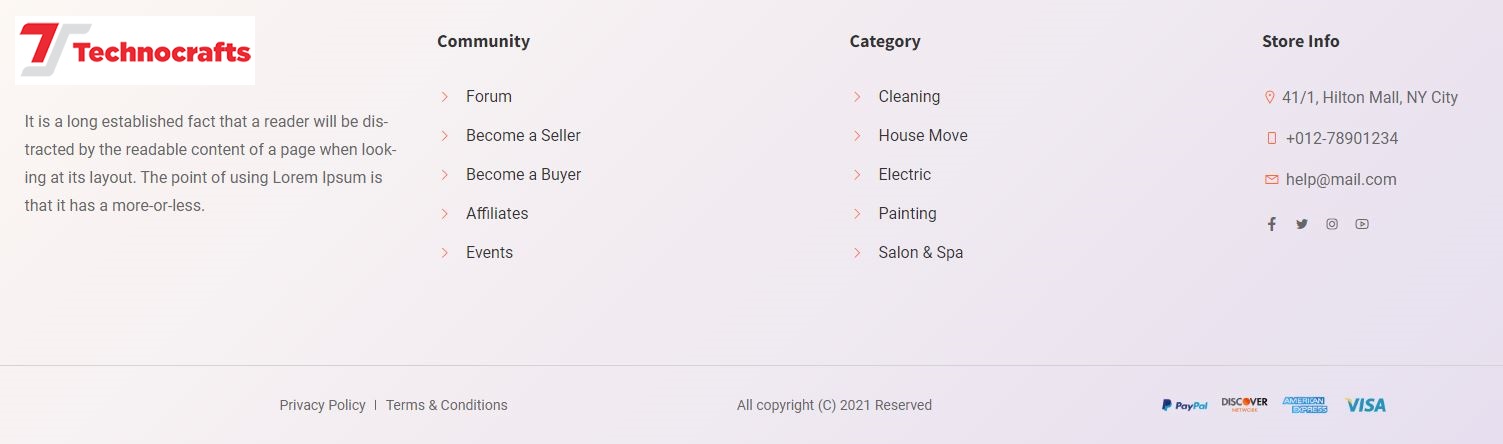 Technocrafts
It is a long established fact that a reader will be dis-
tracted by the readable content of a page when look-
ing at its layout. The point of using Lorem Ipsum is
that it has a more-or-less.
Community
Forum
Become a Seller
Become a Buyer
Affiliates
Events
Category
Cleaning
House Move
Electric
Painting
Salon & Spa
Store Info
41/1, Hilton Mall, NY City
+012-78901234
help@mail.com
Privacy Policy | Terms & Conditions
All copyright (C) 2021 Reserved
PayPal
DISCOVER
NETWORK
AMERICAN
EXPRESS
VISA